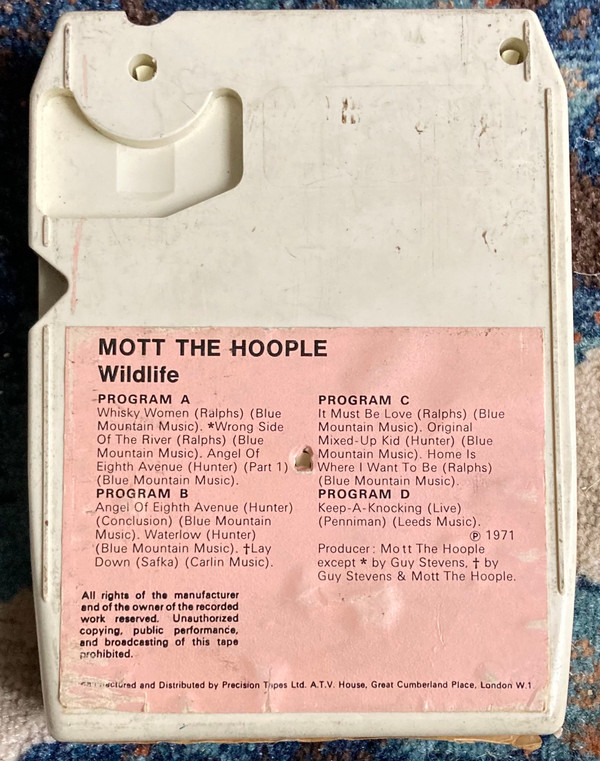 MOTT THE HOOPLE
Wildlife
PROGRAM A
Whisky Women (Ralphs) (Blue
Mountain Music). *Wrong Side
Of The River (Ralphs) (Blue
Mountain Music). Angel Of
Eighth Avenue (Hunter) (Part 1)
(Blue Mountain Music).
PROGRAM B
Angel Of Eighth Avenue (Hunter)
(Conclusion) (Blue Mountain
Music). Waterlow (Hunter)
(Blue Mountain Music). †Lay
Down (Safka) (Carlin Music).
PROGRAM C
It Must Be Love (Ralphs) (Blue
Mountain Music). Original
Mixed-Up Kid (Hunter) (Blue
Mountain Music). Home Is
Where I Want To Be (Ralphs)
(Blue Mountain Music).
PROGRAM D
Keep-A-Knocking (Live)
(Penniman) (Leeds Music).
℗ 1971
Producer: Mott The Hoople
except * by Guy Stevens, † by
Guy Stevens & Mott The Hoople.
All rights of the manufacturer
and of the owner of the recorded
work reserved. Unauthorized
copying, public performance,
and broadcasting of this tape
prohibited.
and Distributed by Precision Tapes Ltd. A.T.V. House, Great Cumberland Place, London W.1.